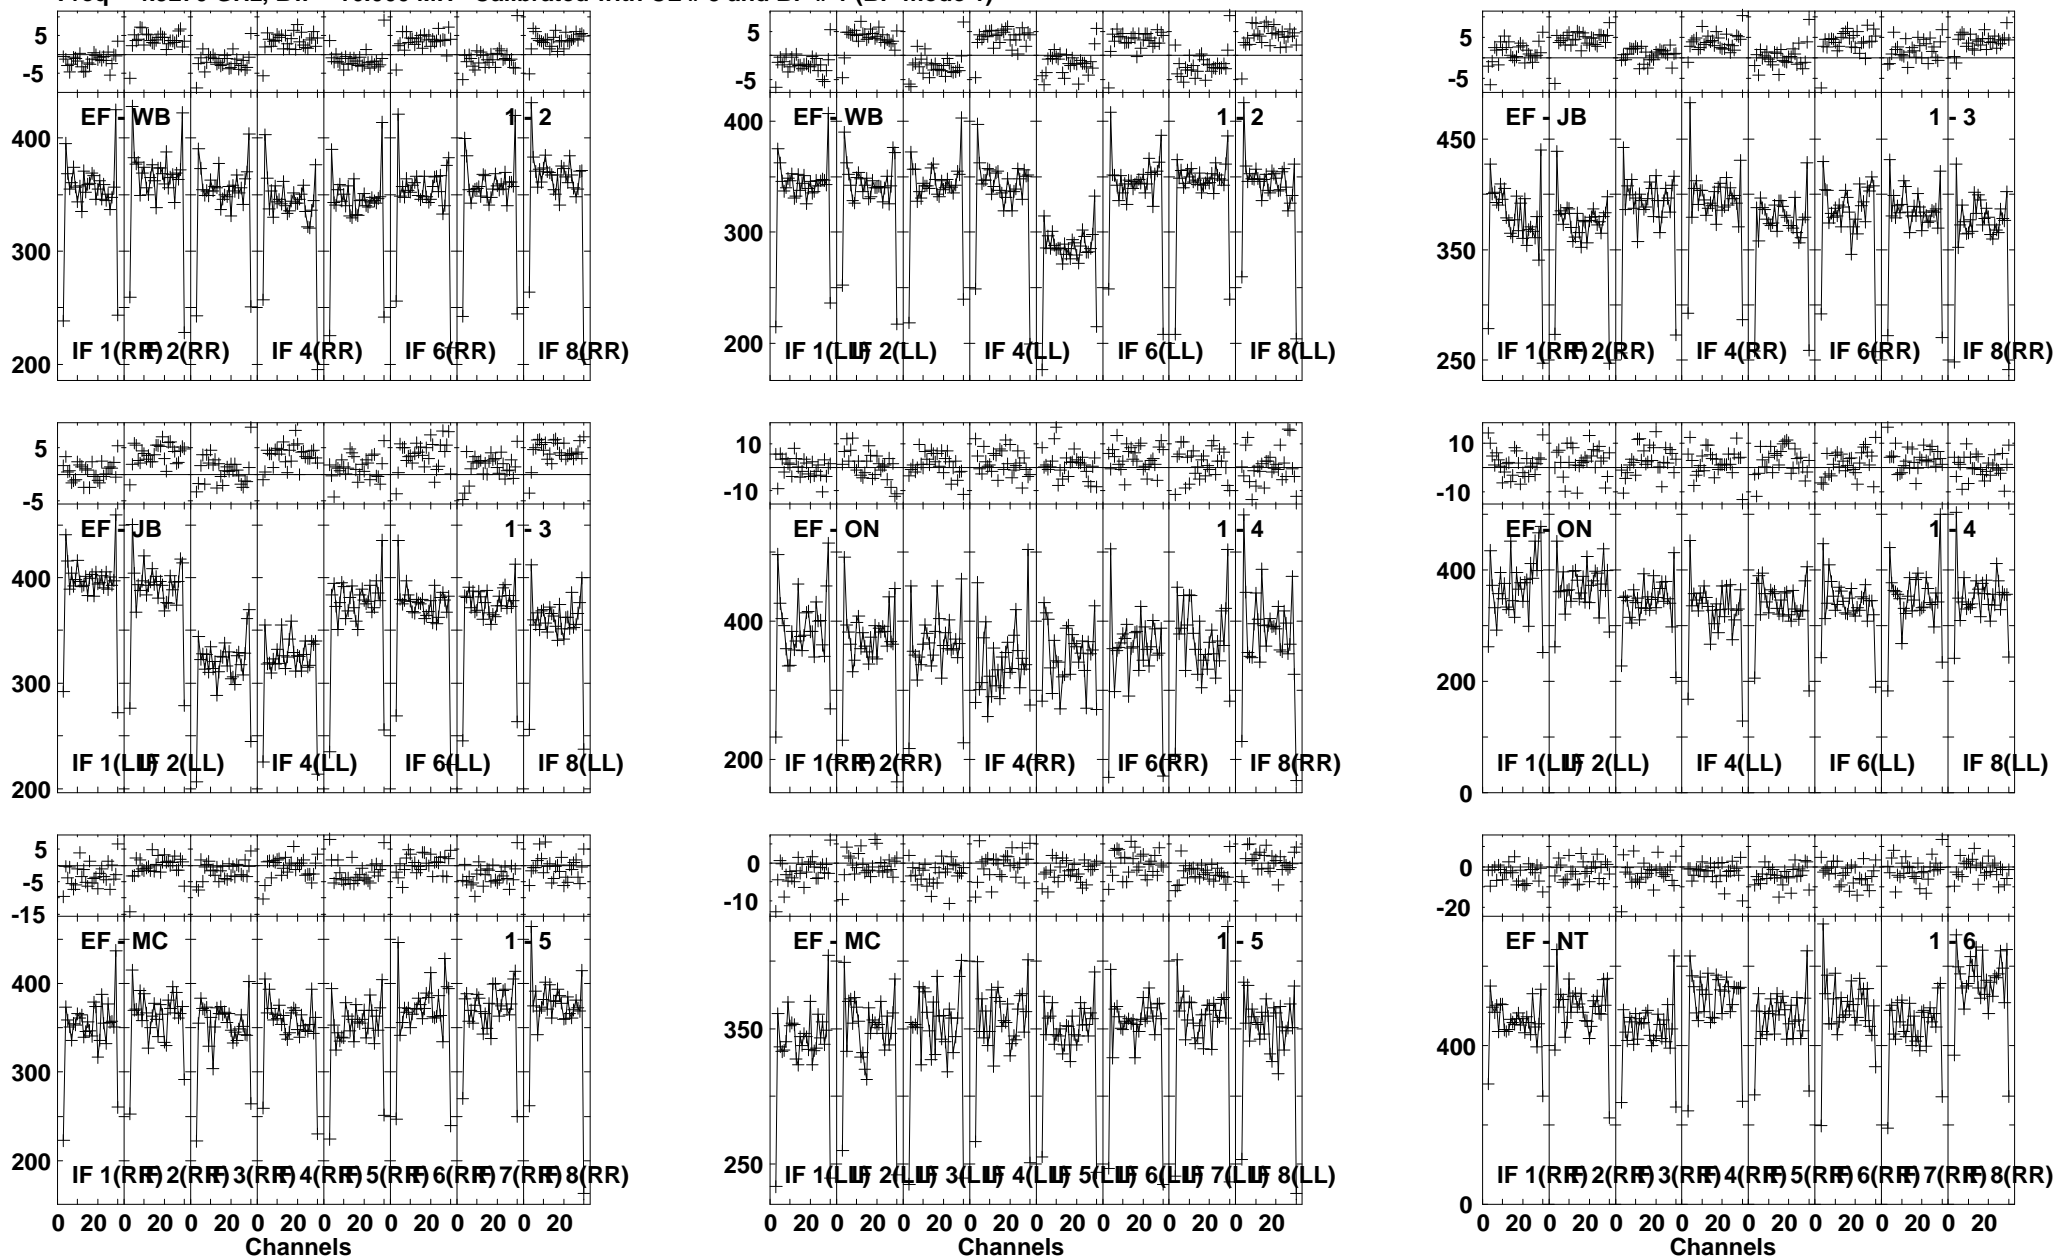 5
-5
EF - WB 1 - 2
400
300
200
IF 1(RR) IF 2(RR) IF 4(RR) IF 6(RR) IF 8(RR)
5
-5
EF - WB 1 - 2
400
300
200
IF 1(LL) IF 2(LL) IF 4(LL) IF 6(LL) IF 8(LL)
5
-5
EF - JB 1 - 3
450
350
250
IF 1(RR) IF 2(RR) IF 4(RR) IF 6(RR) IF 8(RR)
5
-5
EF - JB 1 - 3
400
300
200
IF 1(LL) IF 2(LL) IF 4(LL) IF 6(LL) IF 8(LL)
10
-10
EF - ON 1 - 4
400
200
IF 1(RR) IF 2(RR) IF 4(RR) IF 6(RR) IF 8(RR)
10
-10
EF - ON 1 - 4
400
200
0
IF 1(LL) IF 2(LL) IF 4(LL) IF 6(LL) IF 8(LL)
5
-5
-15
EF - MC 1 - 5
400
300
200
IF 1(RR) IF 2(RR) IF 3(RR) IF 4(RR) IF 5(RR) IF 6(RR) IF 7(RR) IF 8(RR)
0 20 0 20 0 20 0 20 0 20 0 20 0 20 0 20
Channels
0
-10
EF - MC 1 - 5
350
250
IF 1(LL) IF 2(LL) IF 3(LL) IF 4(LL) IF 5(LL) IF 6(LL) IF 7(LL) IF 8(LL)
0 20 0 20 0 20 0 20 0 20 0 20 0 20 0 20
Channels
0
-20
EF - NT 1 - 6
400
0
IF 1(RR) IF 2(RR) IF 3(RR) IF 4(RR) IF 5(RR) IF 6(RR) IF 7(RR) IF 8(RR)
0 20 0 20 0 20 0 20 0 20 0 20 0 20 0 20
Channels